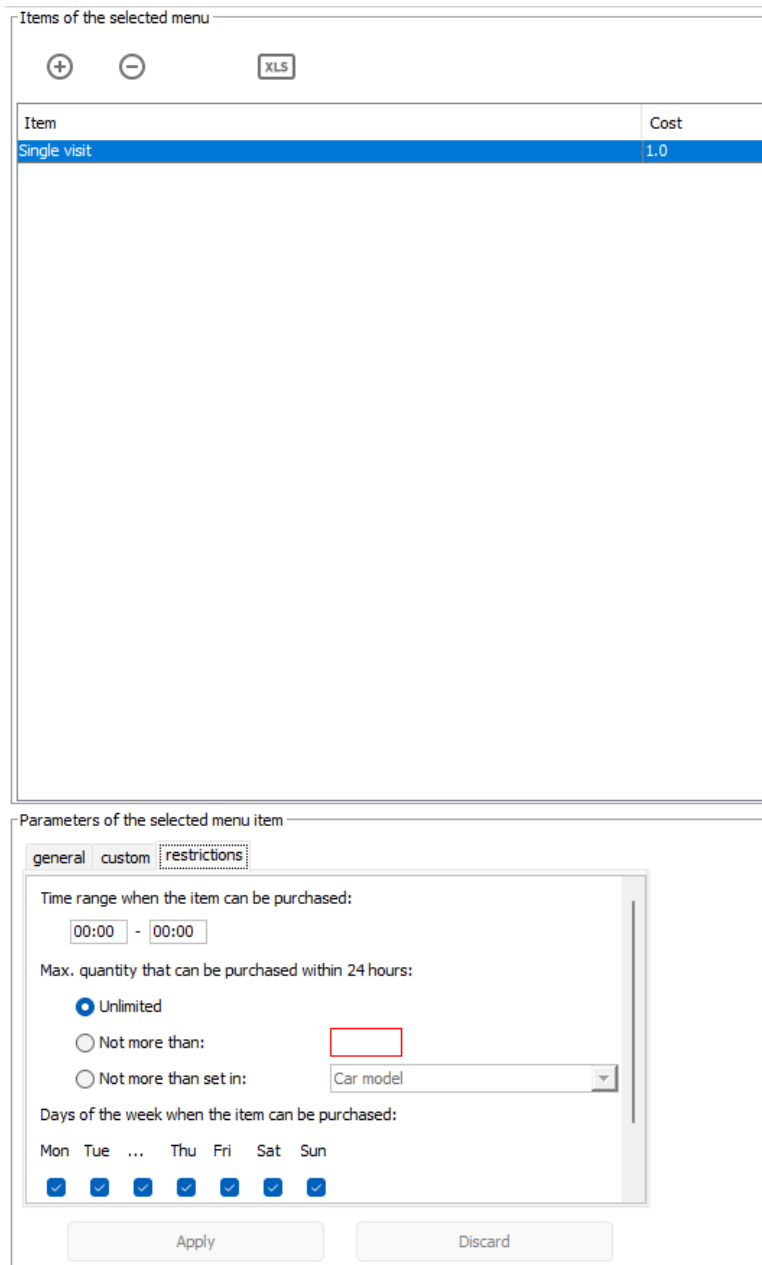 Items of the selected menu
XLS
Item Cost
Single visit 1.0
Parameters of the selected menu item
general custom restrictions
Time range when the item can be purchased:
00:00 - 00:00
Max. quantity that can be purchased within 24 hours:
Unlimited
Not more than:
Not more than set in: Car model
Days of the week when the item can be purchased:
Mon Tue ... Thu Fri Sat Sun
Apply Discard